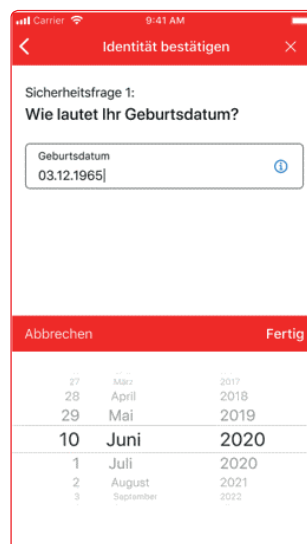 Carrier 9:41 AM
Identität bestätigen
Sicherheitsfrage 1:
Wie lautet Ihr Geburtsdatum?
Geburtsdatum
03.12.1965
Abbrechen Fertig
27 März 2017
28 April 2018
29 Mai 2019
10 Juni 2020
1 Juli 2020
2 August 2021
3 September 2022